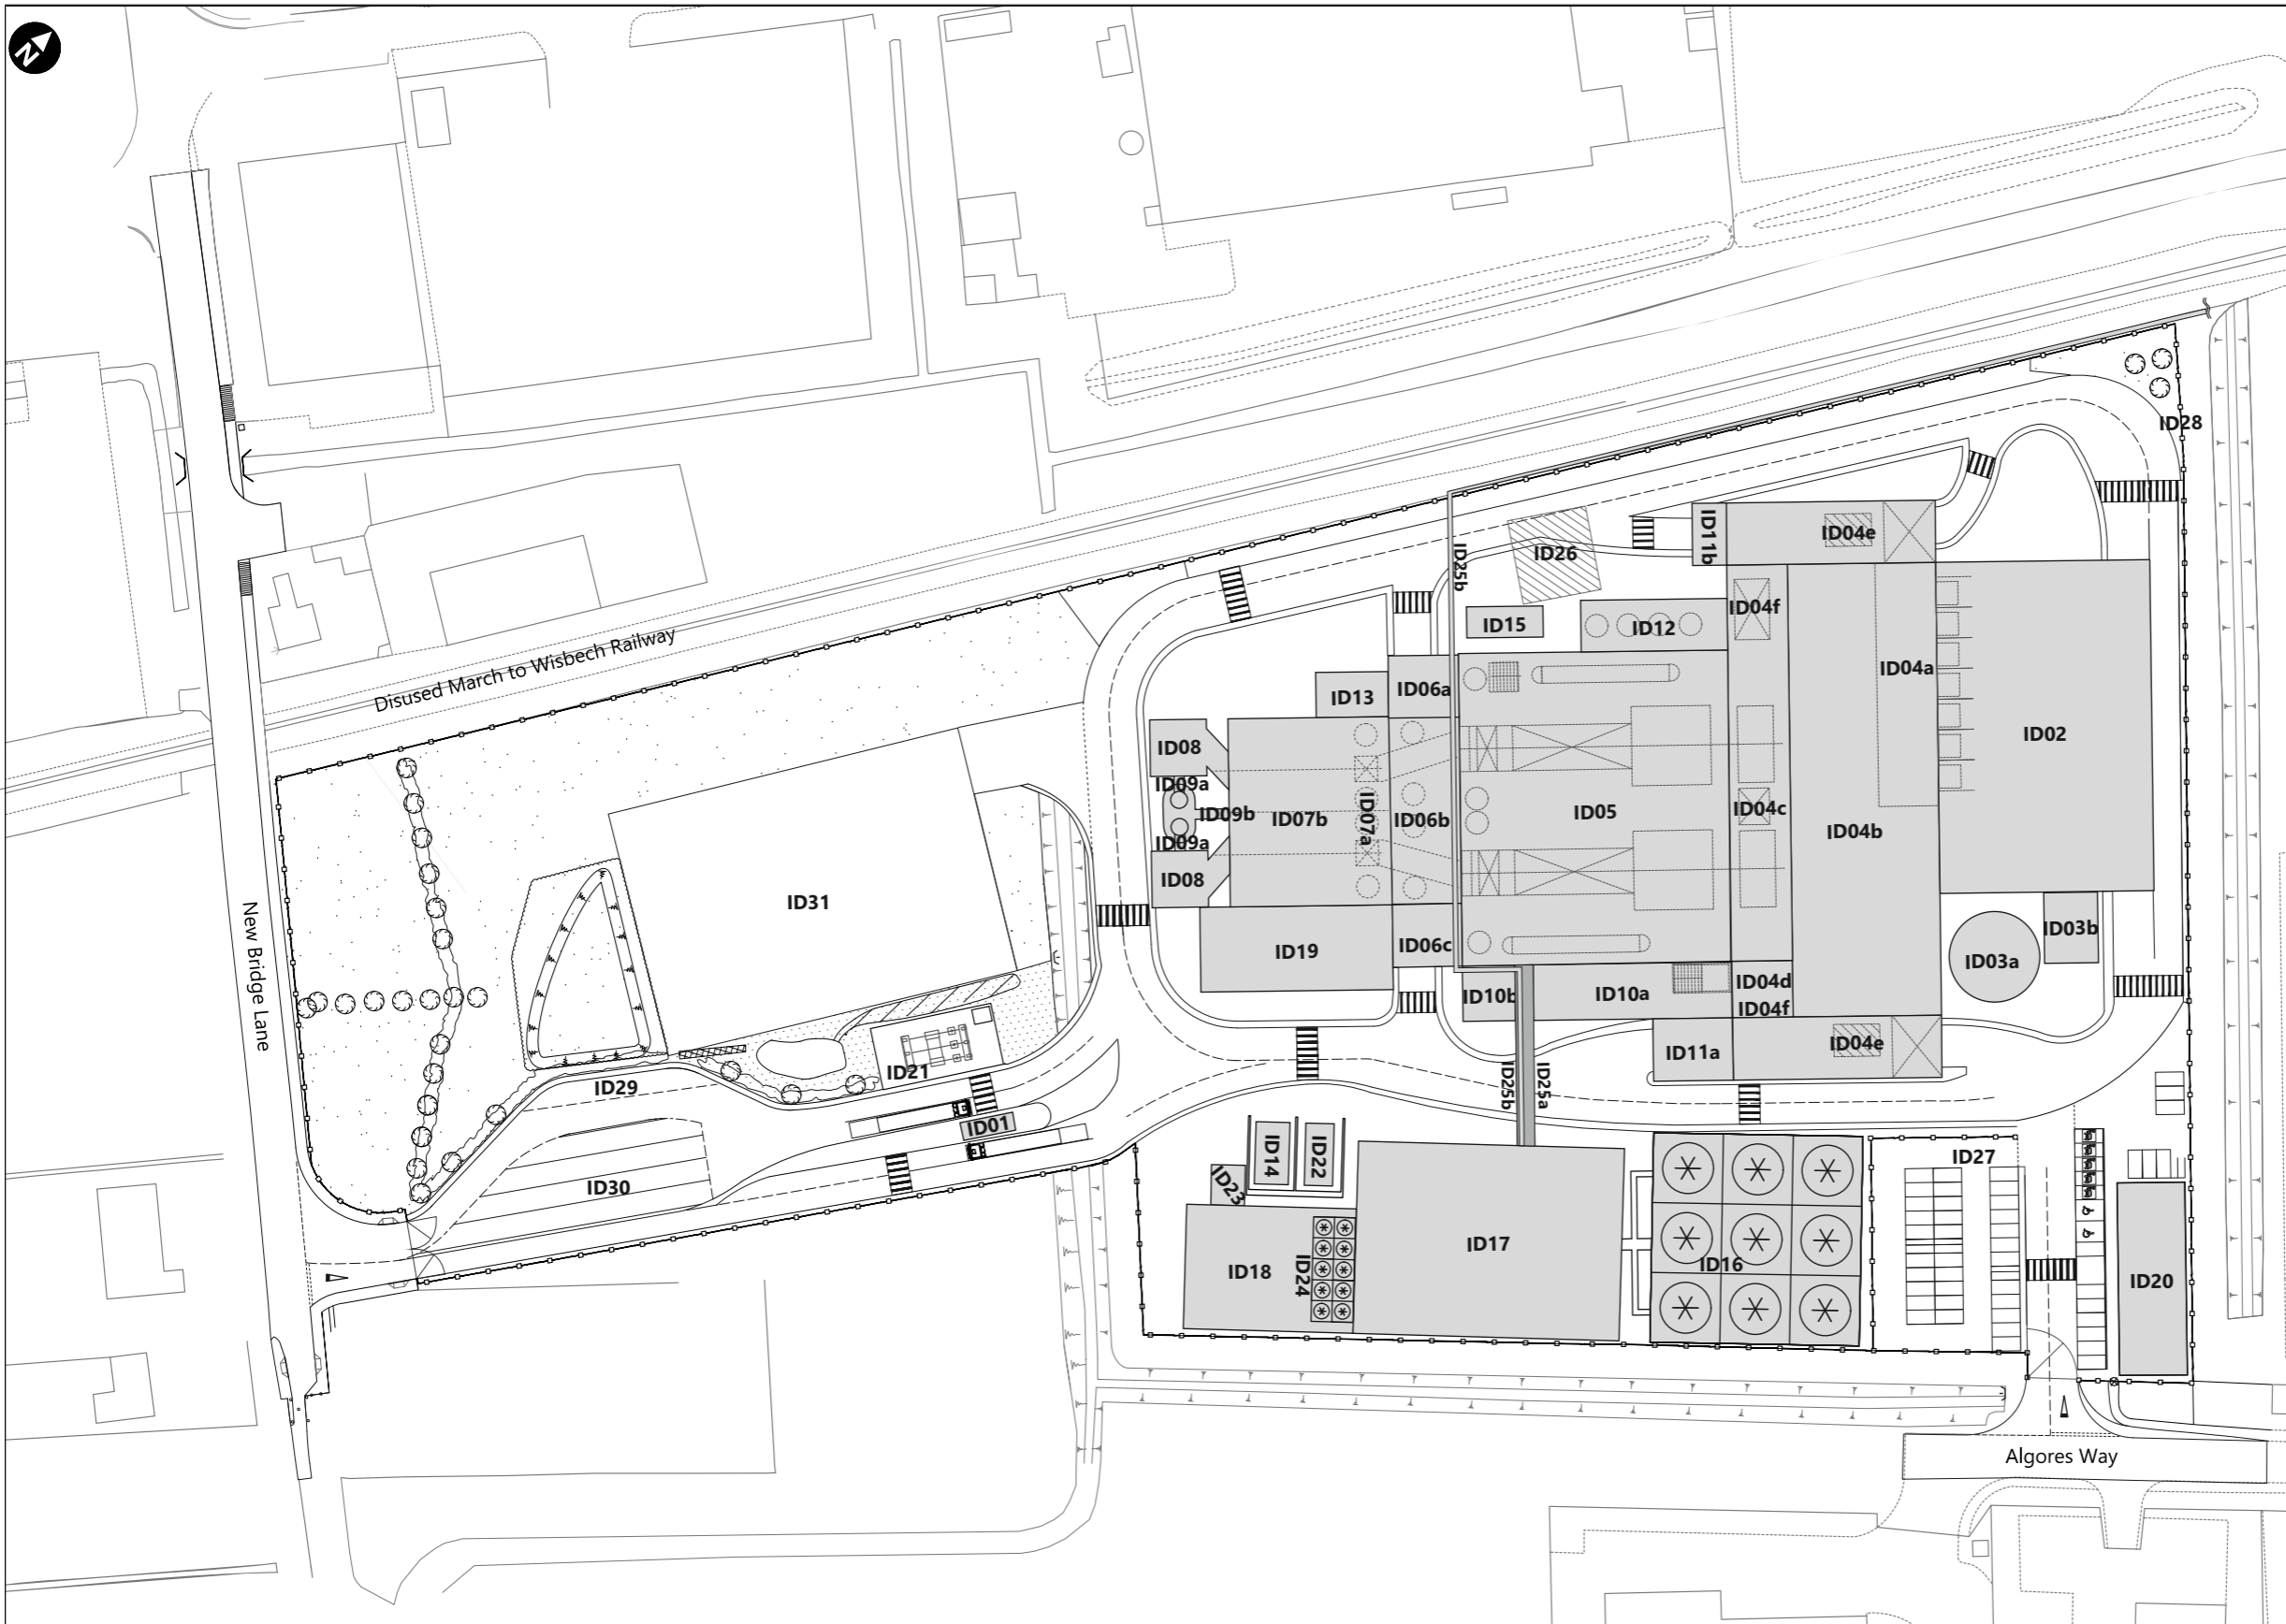 N
ID28
ID11b
ID04e
ID25b
ID26
ID04f
ID15
ID12
ID04a
Disused March to Wisbech Railway
ID13
ID06a
ID02
ID08
ID09a
ID09b
ID07b
ID07a
ID06b
ID05
ID04c
ID04b
ID09a
ID08
ID31
New Bridge Lane
ID19
ID06c
ID03b
ID03a
ID10b
ID10a
ID04d
ID04f
ID11a
ID04e
ID21
ID29
ID25b
ID25a
ID01
ID14
ID22
ID27
ID23
ID30
ID18
ID24
ID17
ID16
ID20
Algores Way